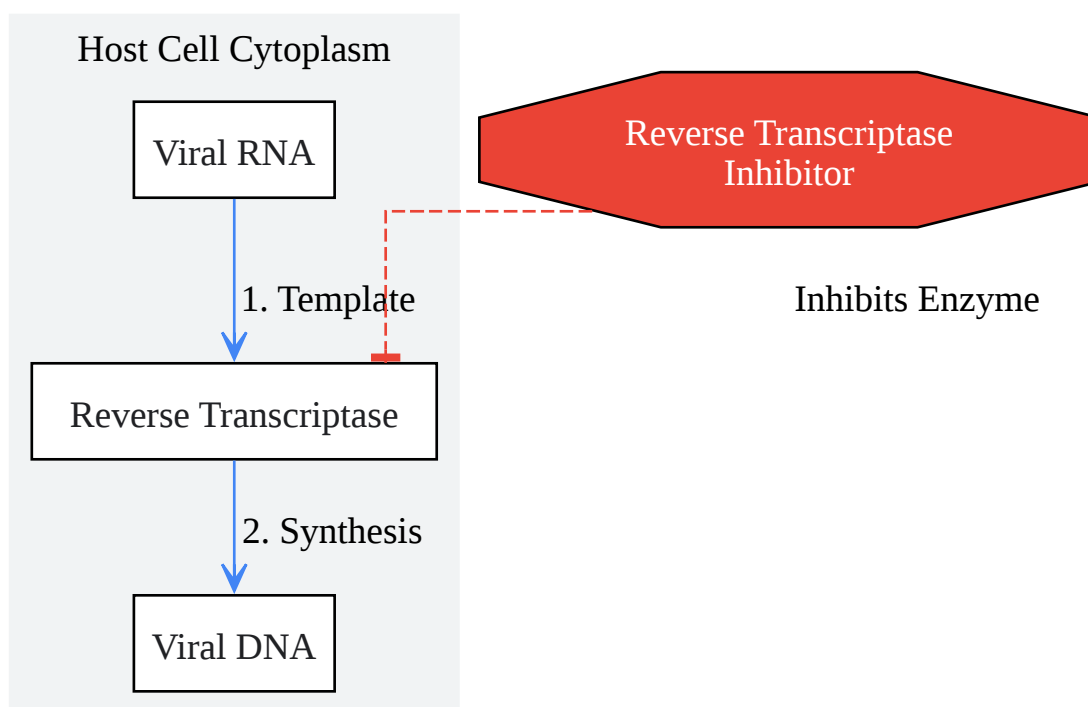 Host Cell Cytoplasm
Viral RNA
Reverse Transcriptase
Inhibitor
1. Template
Inhibits Enzyme
Reverse Transcriptase
2. Synthesis
Viral DNA